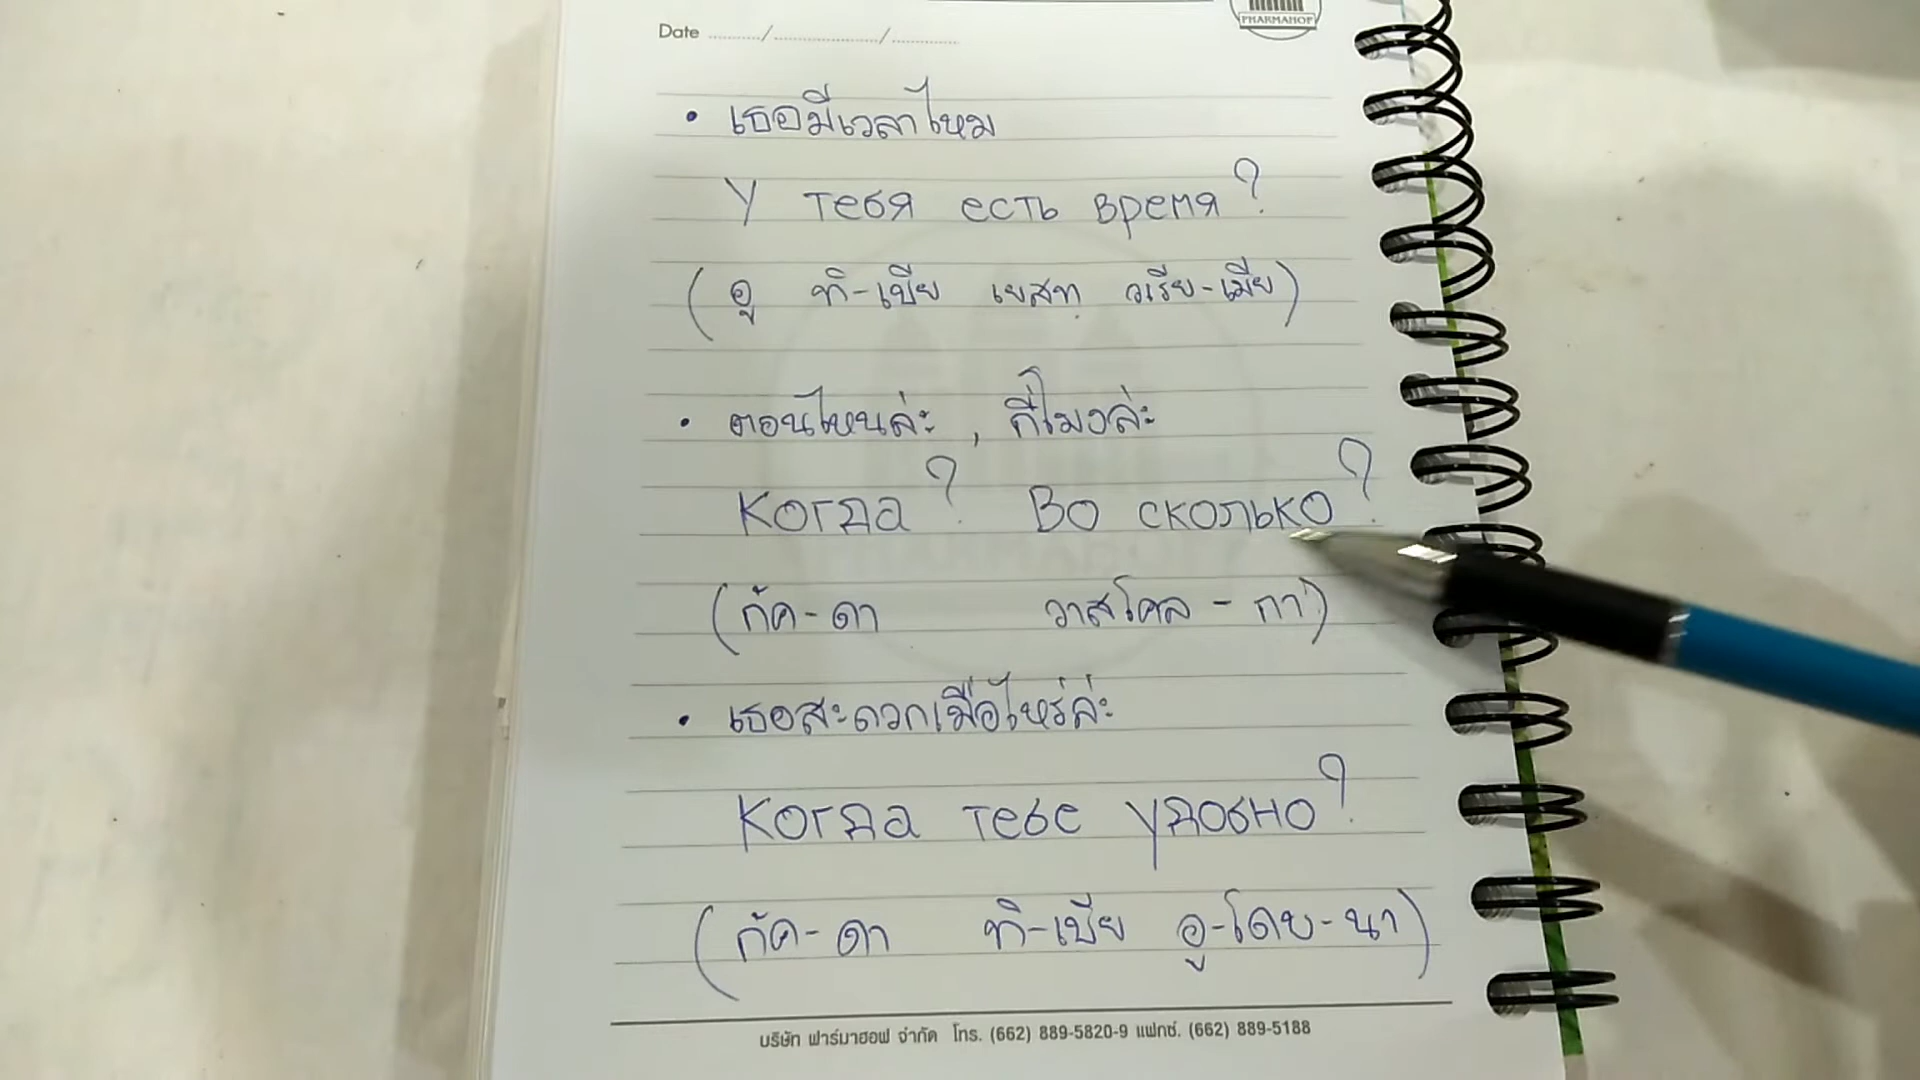 PHARMAHOF
Date ........../..................../.............
• เธอมีเวลาไหม
У тебя есть время?
(อู ทิ-เบีย เยสทฺ วเรีย-เมีย)
• ตอนไหนล่ะ , กี่โมงล่ะ
Когда? Во сколько?
(กัค-ดา วาสโคล - กา)
• เธอสะดวกเมื่อไหร่ล่ะ
Когда тебе удобно?
(กัค-ดา ทิ-เบีย อู-โดบ-นา)
บริษัท ฟาร์มาฮอฟ จำกัด โทร. (662) 889-5820-9 แฟกซ์. (662) 889-5188